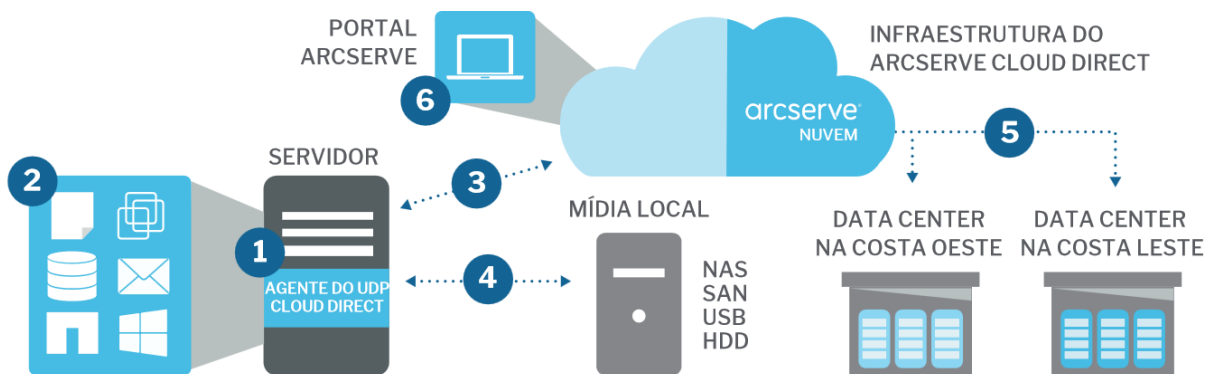 PORTAL
ARCSERVE
6
INFRAESTRUTURA DO
ARCSERVE CLOUD DIRECT
arcserve®
NUVEM
5
SERVIDOR
2
3
1
AGENTE DO UDP
CLOUD DIRECT
4
MÍDIA LOCAL
NAS
SAN
USB
HDD
DATA CENTER
NA COSTA OESTE
DATA CENTER
NA COSTA LESTE